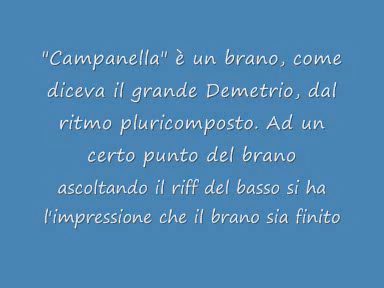 "Campanella" è un brano, come
diceva il grande Demetrio, dal
ritmo pluricomposto. Ad un
certo punto del brano
ascoltando il riff del basso si ha
l'impressione che il brano sia finito